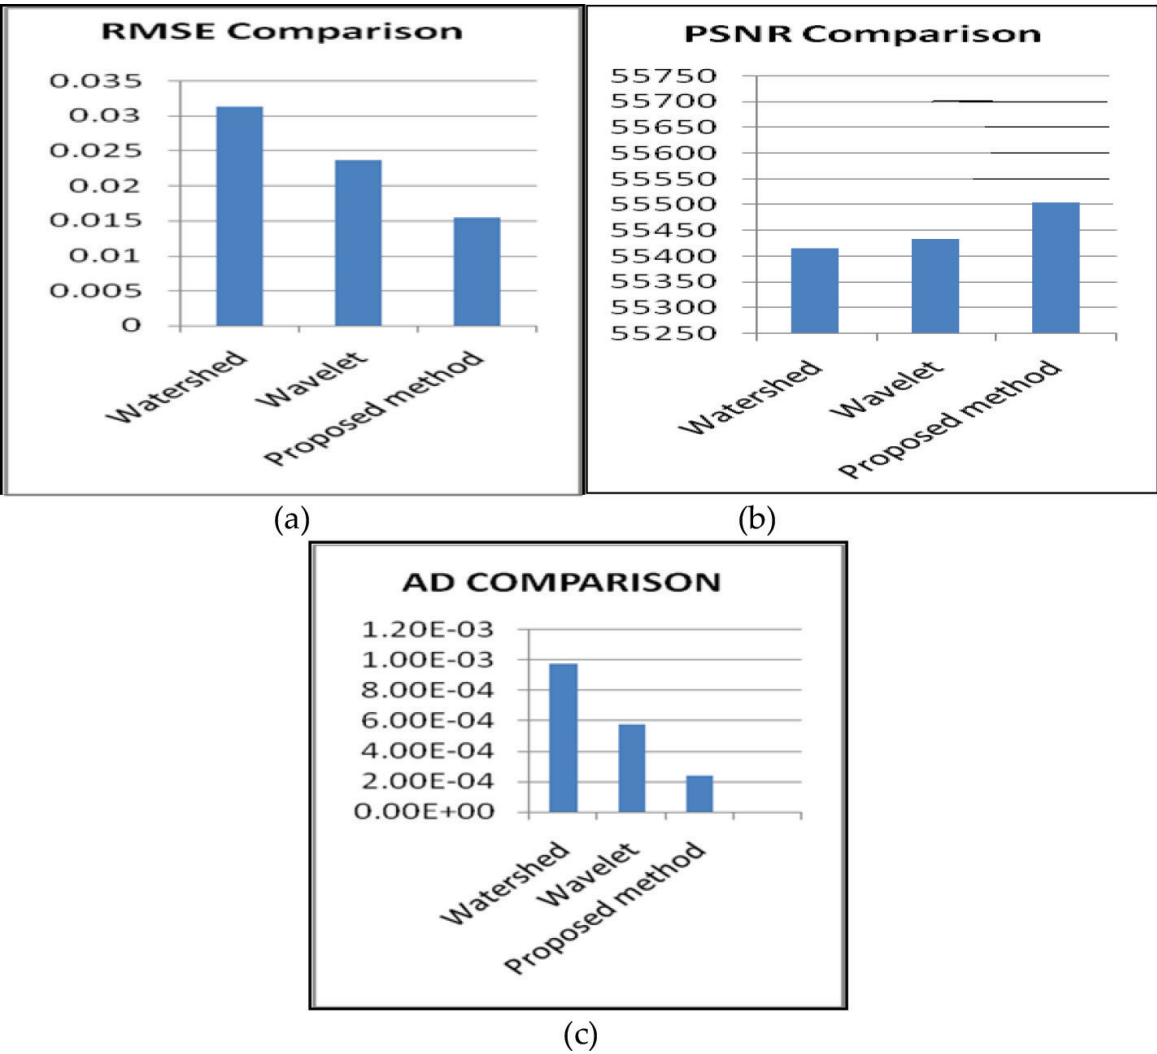 RMSE Comparison
0.035
0.03
0.025
0.02
0.015
0.01
0.005
0
Watershed
Wavelet
Proposed method
(a)
PSNR Comparison
55750
55700
55650
55600
55550
55500
55450
55400
55350
55300
55250
Watershed
Wavelet
Proposed method
(b)
AD COMPARISON
1.20E-03
1.00E-03
8.00E-04
6.00E-04
4.00E-04
2.00E-04
0.00E+00
Watershed
Wavelet
Proposed method
(c)